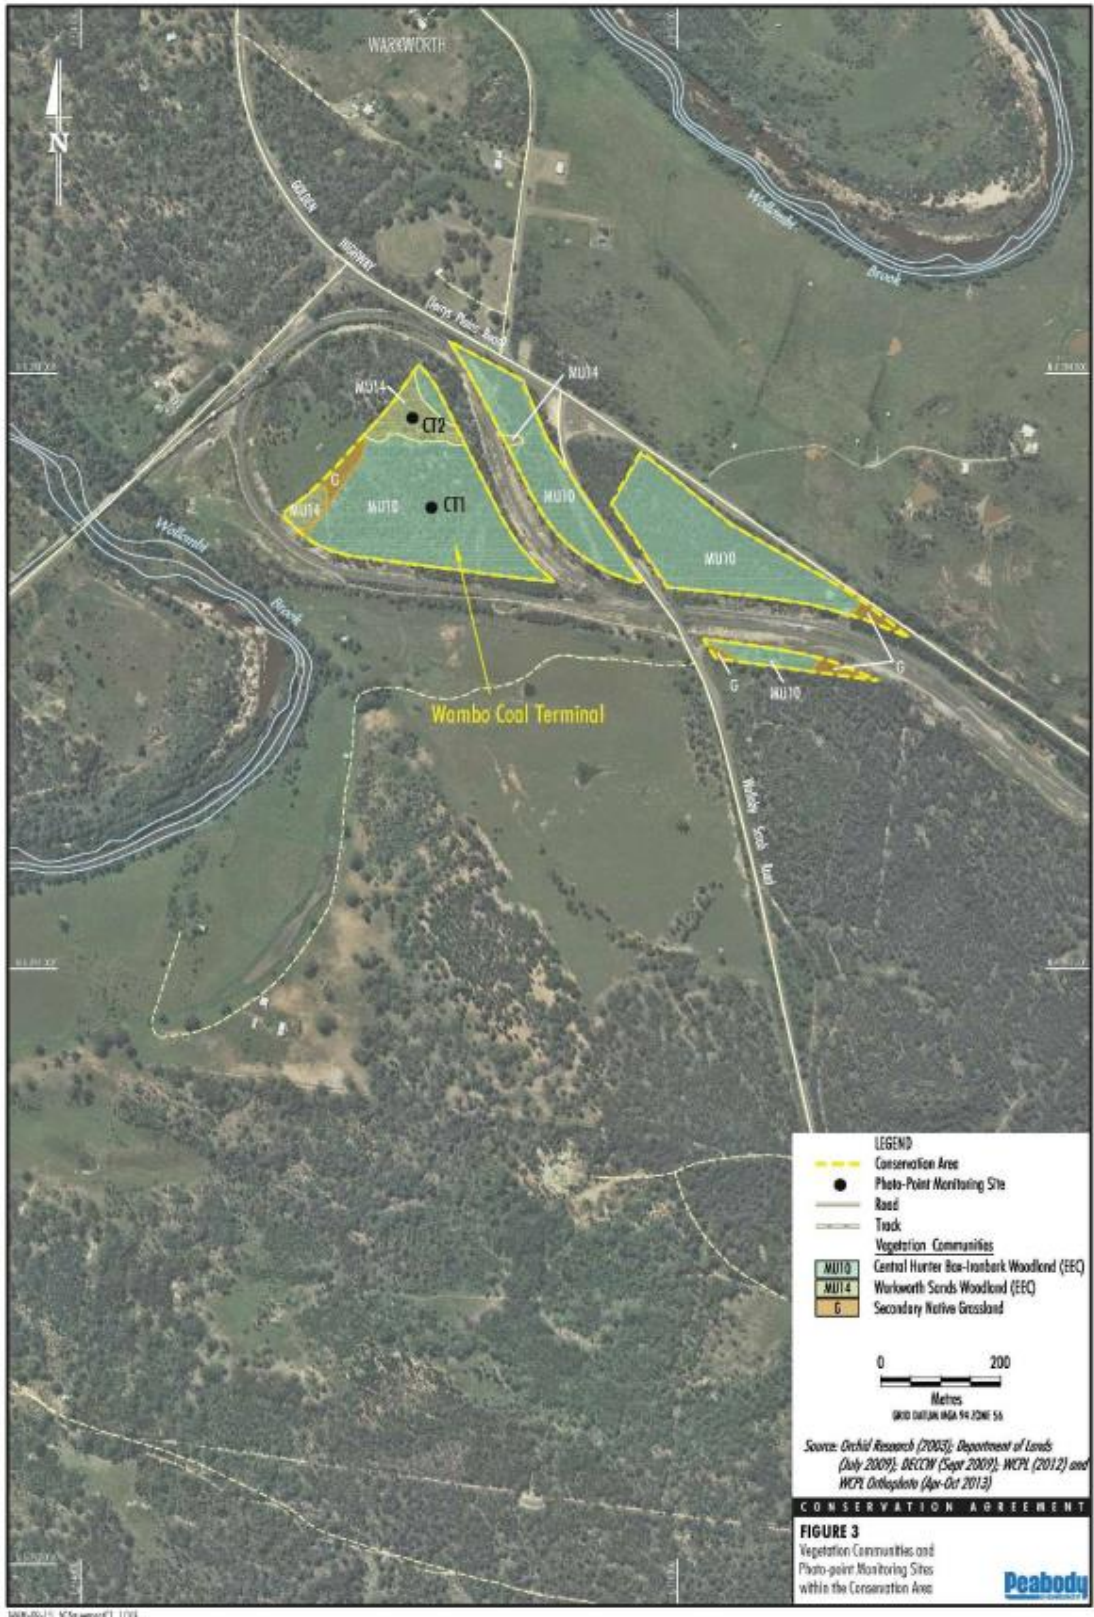 WARKWORTH
N
GOLDEN
HIGHWAY
Wollombi
Brook
(Jerrys Plains Road)
MU14
MU14
CT2
G
MU14
MU10
CT1
MU10
MU10
Wollombi
Brook
G
G
MU10
Wambo Coal Terminal
Road
LEGEND
Conservation Area
Photo-Point Monitoring Site
Road
Track
Vegetation Communities
MU10 Central Hunter Box-Ironbark Woodland (EEC)
MU14 Warkworth Sands Woodland (EEC)
G Secondary Native Grassland
0 200
Metres
GRID DATUM MGA 94 ZONE 56
Source: Orchid Research (2003); Department of Lands
(July 2009); DECCW (Sept 2009); WCPL (2012) and
WCPL Orthophoto (Apr-Oct 2013)
CONSERVATION AGREEMENT
FIGURE 3
Vegetation Communities and
Photo-point Monitoring Sites
within the Conservation Area
Peabody